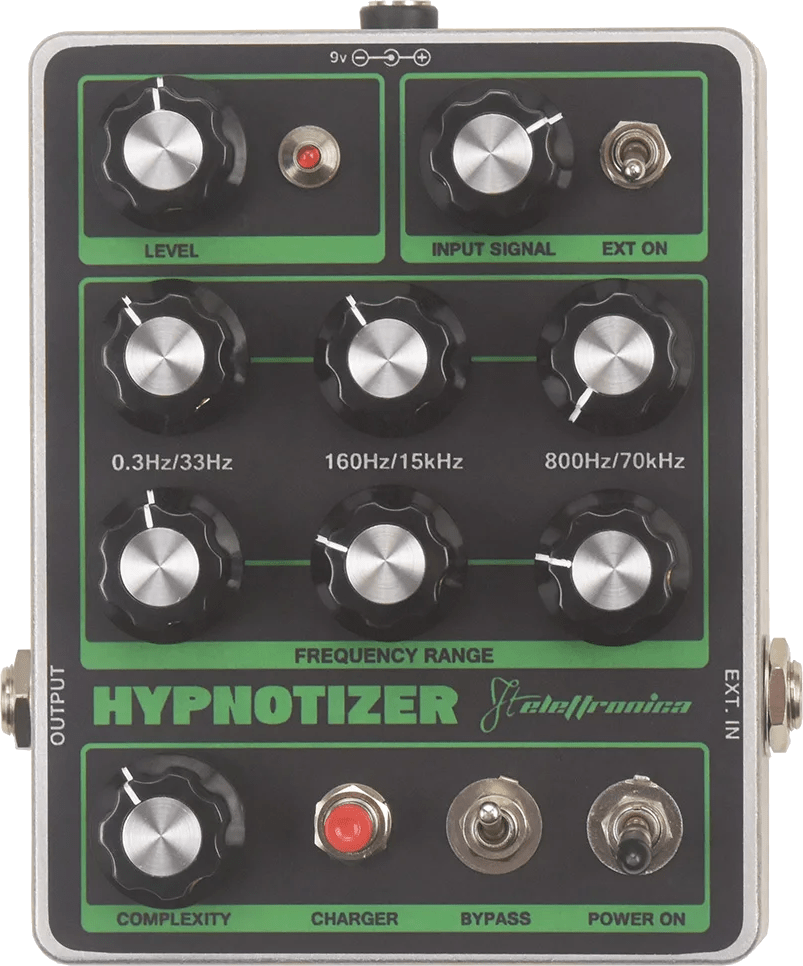 9v
LEVEL
INPUT SIGNAL EXT ON
0.3Hz/33Hz 160Hz/15kHz 800Hz/70kHz
FREQUENCY RANGE
OUTPUT
HYPNOTIZER Jt elettronica
EXT. IN
COMPLEXITY CHARGER BYPASS POWER ON